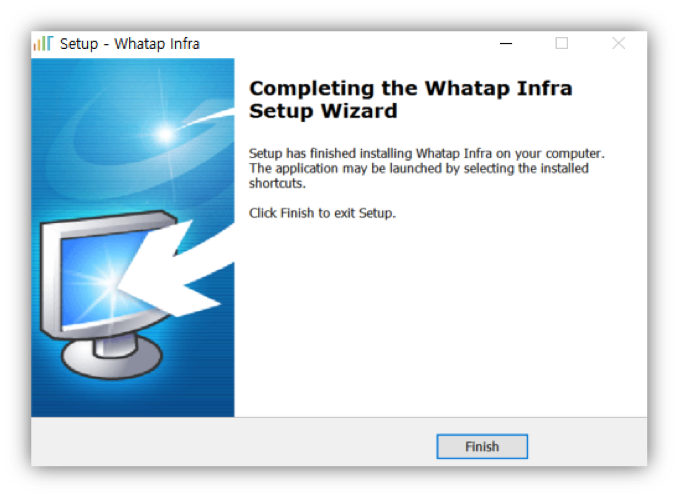 Setup - Whatap Infra
Completing the Whatap Infra
Setup Wizard
Setup has finished installing Whatap Infra on your computer.
The application may be launched by selecting the installed
shortcuts.
Click Finish to exit Setup.
Finish